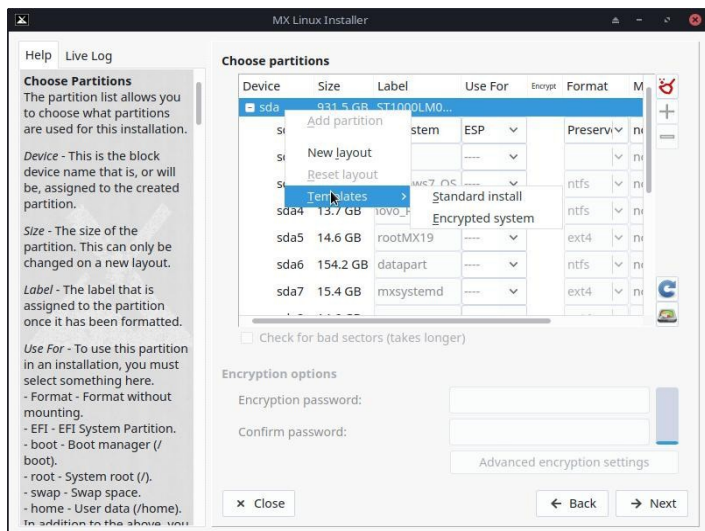 MX Linux Installer
Help Live Log
Choose Partitions
The partition list allows you
to choose what partitions
are used for this installation.
Device - This is the block
device name that is, or will
be, assigned to the created
partition.
Size - The size of the
partition. This can only be
changed on a new layout.
Label - The label that is
assigned to the partition
once it has been formatted.
Use For - To use this partition
in an installation, you must
select something here.
- Format - Format without
mounting.
- EFI - EFI System Partition.
- boot - Boot manager (/
boot).
- root - System root (/).
- swap - Swap space.
- home - User data (/home).
In addition to the above, you
Choose partitions
Device Size Label Use For Encrypt Format M
sda 931.5 GB ST1000LM0...
Add partition
stem ESP Preserv
New layout
----
Reset layout
ws7_OS ---- ntfs
Templates > Standard install
sda4 13.7 GB ntfs
Encrypted system
sda5 14.6 GB rootMX19 ---- ext4
sda6 154.2 GB datapart ---- ntfs
sda7 15.4 GB mxsystemd ---- ext4
Check for bad sectors (takes longer)
Encryption options
Encryption password:
Confirm password:
Advanced encryption settings
× Close
← Back
→ Next